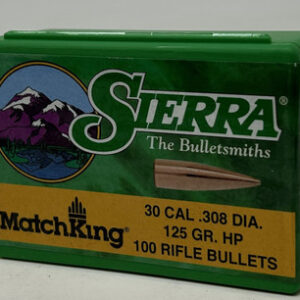 SIERRA®
The Bulletsmiths
MatchKing®
30 CAL .308 DIA.
125 GR. HP
100 RIFLE BULLETS